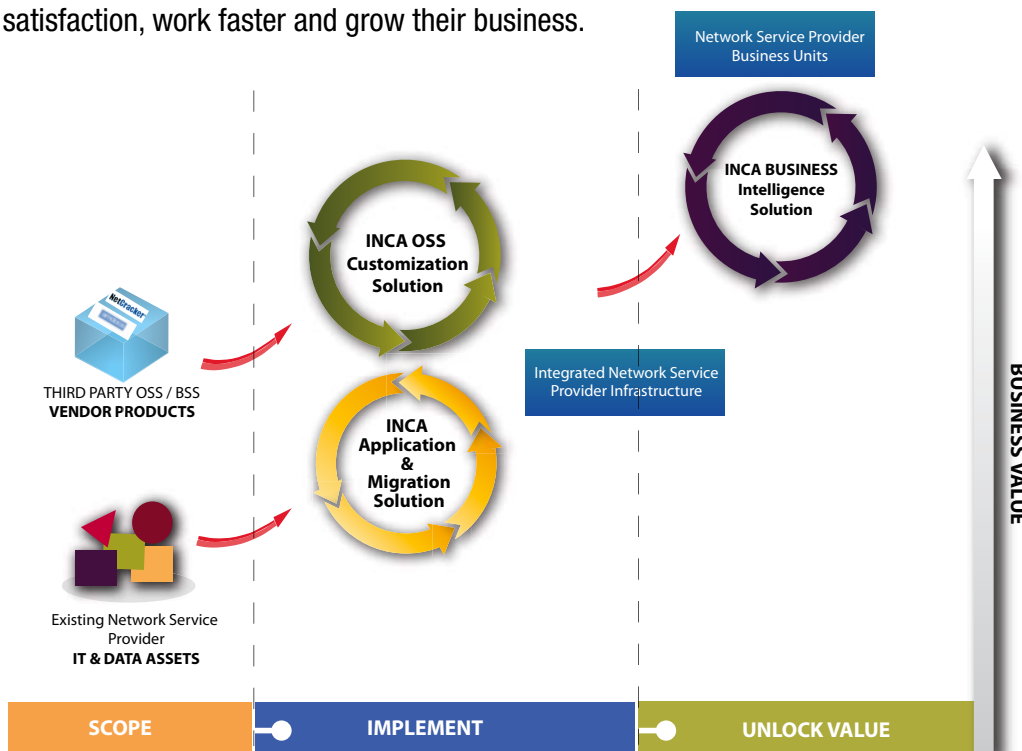 satisfaction, work faster and grow their business.
Network Service Provider
Business Units
INCA BUSINESS
Intelligence
Solution
INCA OSS
Customization
Solution
NetCracker
THIRD PARTY OSS / BSS
VENDOR PRODUCTS
Integrated Network Service
Provider Infrastructure
INCA
Application
&
Migration
Solution
Existing Network Service
Provider
IT & DATA ASSETS
BUSINESS VALUE
SCOPE
IMPLEMENT
UNLOCK VALUE